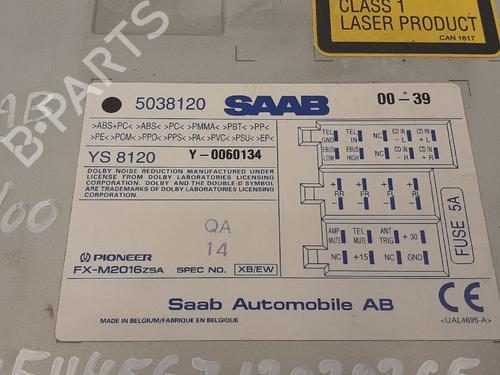 CLASS 1
LASER PRODUCT
CAN 1617
B-PARTS
5038120 SAAB 00-39
>ABS+PC< >ABS< >PC< >PMMA< >PBT< >PP<
>PE< >POM< >PPO< >PPS< >PA< >PVC< >PSU< >EP<
YS 8120 Y-0060134
DOLBY NOISE REDUCTION MANUFACTURED UNDER
LICENSE FROM DOLBY LABORATORIES LICENSING
CORPORATION. DOLBY AND THE DOUBLE-D SYMBOL
ARE TRADEMARKS OF DOLBY LABORATORIES LICENSING
CORPORATION.
QA
14
PIONEER
FX-M2016ZSA SPEC NO. XB/EW
TEL GND TEL IN NC CD IN -R CD IN +L
EBUS LOW EBUS HIGH NC CD IN -L CD IN +R
+ RR + FR + FL + RL
- - - -
AMP MUTE TEL MUTE ANT TRIG +30
NC +15 NC GND
FUSE 5A
Saab Automobile AB
MADE IN BELGIUM/FABRIQUE EN BELGIQUE
CE
<UAL4695-A>